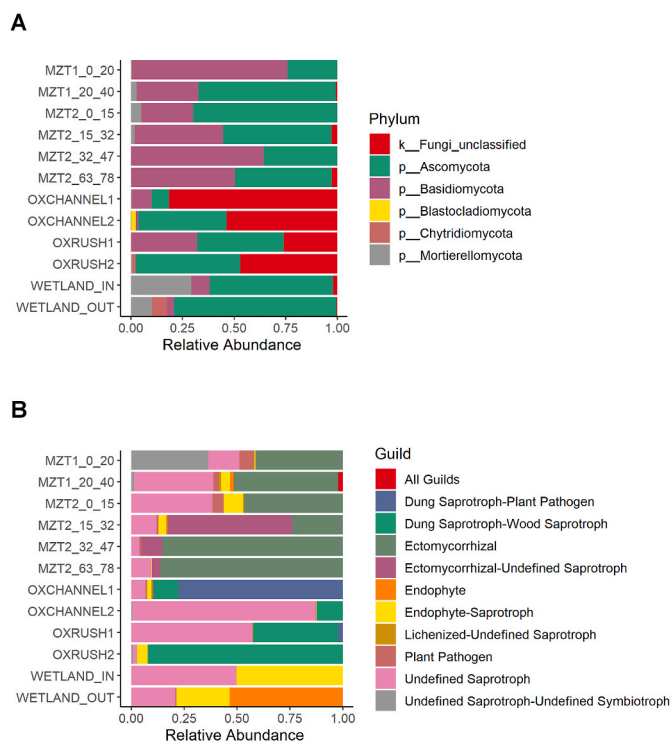 A
MZT1_0_20
MZT1_20_40
MZT2_0_15
MZT2_15_32
MZT2_32_47
MZT2_63_78
OXCHANNEL1
OXCHANNEL2
OXRUSH1
OXRUSH2
WETLAND_IN
WETLAND_OUT
0.00 0.25 0.50 0.75 1.00
Relative Abundance
Phylum
k__Fungi_unclassified
p__Ascomycota
p__Basidiomycota
p__Blastocladiomycota
p__Chytridiomycota
p__Mortierellomycota
B
MZT1_0_20
MZT1_20_40
MZT2_0_15
MZT2_15_32
MZT2_32_47
MZT2_63_78
OXCHANNEL1
OXCHANNEL2
OXRUSH1
OXRUSH2
WETLAND_IN
WETLAND_OUT
0.00 0.25 0.50 0.75 1.00
Relative Abundance
Guild
All Guilds
Dung Saprotroph-Plant Pathogen
Dung Saprotroph-Wood Saprotroph
Ectomycorrhizal
Ectomycorrhizal-Undefined Saprotroph
Endophyte
Endophyte-Saprotroph
Lichenized-Undefined Saprotroph
Plant Pathogen
Undefined Saprotroph
Undefined Saprotroph-Undefined Symbiotroph